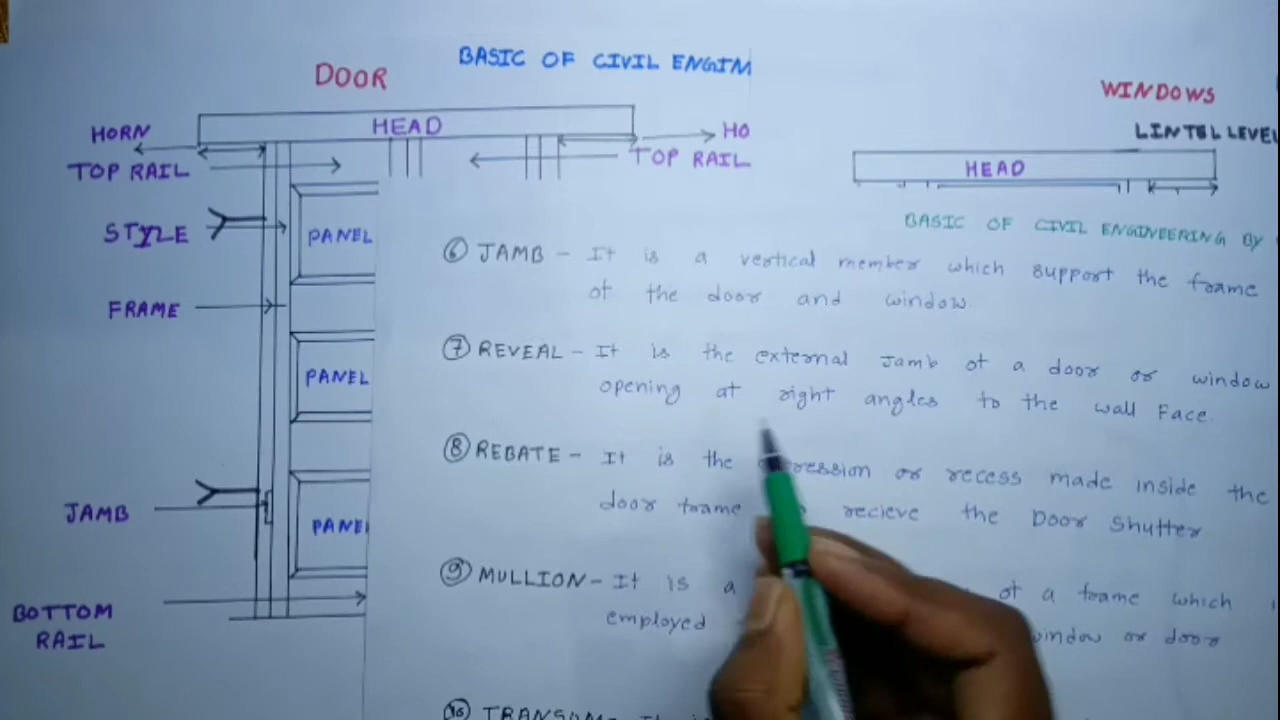 BASIC OF CIVIL ENGIN
DOOR
WINDOWS
HORN
HEAD
HO
LINTEL LEVEL
TOP RAIL
TOP RAIL
HEAD
STYLE
PANEL
BASIC OF CIVIL ENGINEERING BY
⑥ JAMB - It is a vertical member which support the frame
of the door and window.
FRAME
⑦ REVEAL - It is the external Jamb of a door or window
opening at right angles to the wall Face.
PANEL
⑧ REBATE - It is the recess made inside the
door frame recieve the Door Shutter
JAMB
PANEL
⑨ MULLION - It is a of a frame which
employed window or door
BOTTOM
RAIL
⑩ TRANSOM - It is